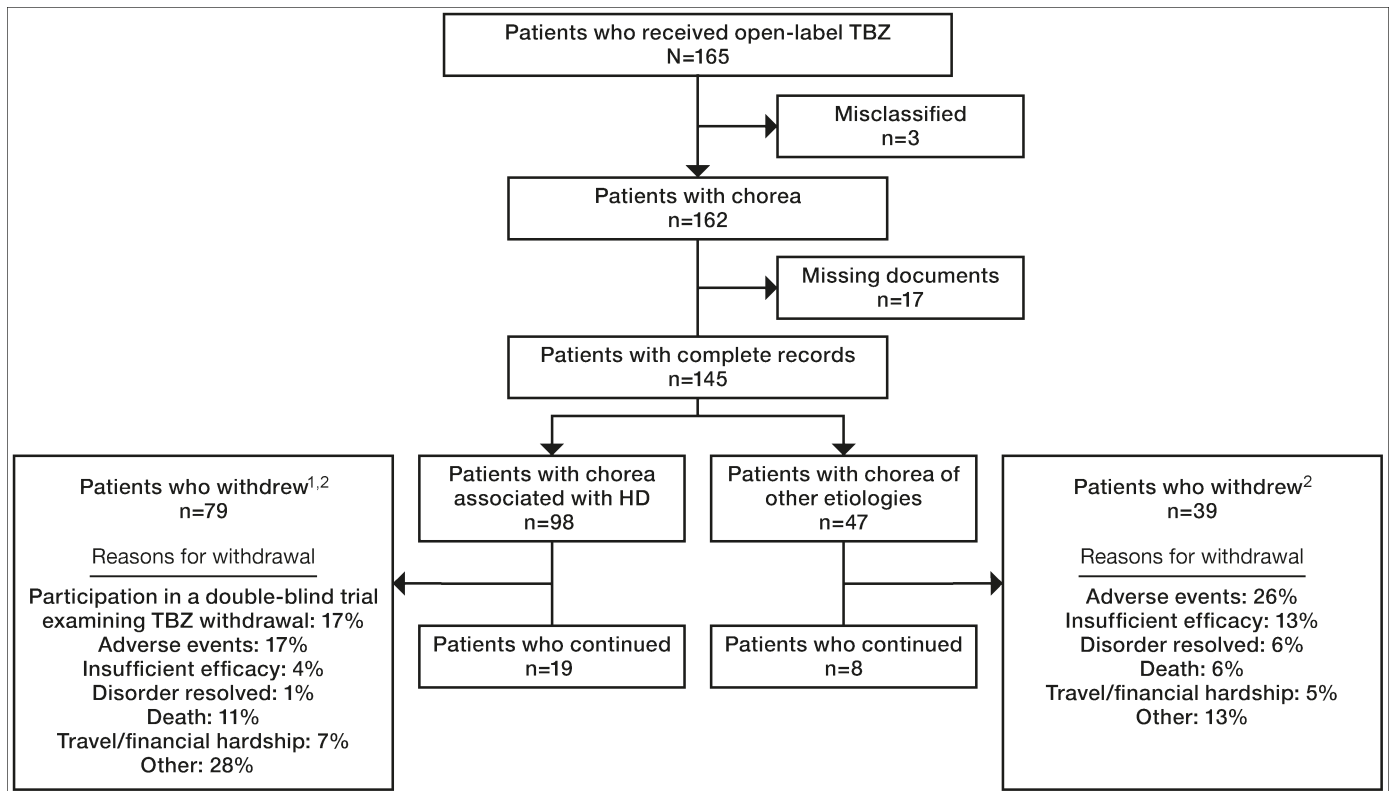 Patients who received open-label TBZ
N=165
Misclassified
n=3
Patients with chorea
n=162
Missing documents
n=17
Patients with complete records
n=145
Patients who withdrew1,2
n=79
Reasons for withdrawal
Participation in a double-blind trial
examining TBZ withdrawal: 17%
Adverse events: 17%
Insufficient efficacy: 4%
Disorder resolved: 1%
Death: 11%
Travel/financial hardship: 7%
Other: 28%
Patients with chorea
associated with HD
n=98
Patients who continued
n=19
Patients with chorea of
other etiologies
n=47
Patients who continued
n=8
Patients who withdrew2
n=39
Reasons for withdrawal
Adverse events: 26%
Insufficient efficacy: 13%
Disorder resolved: 6%
Death: 6%
Travel/financial hardship: 5%
Other: 13%